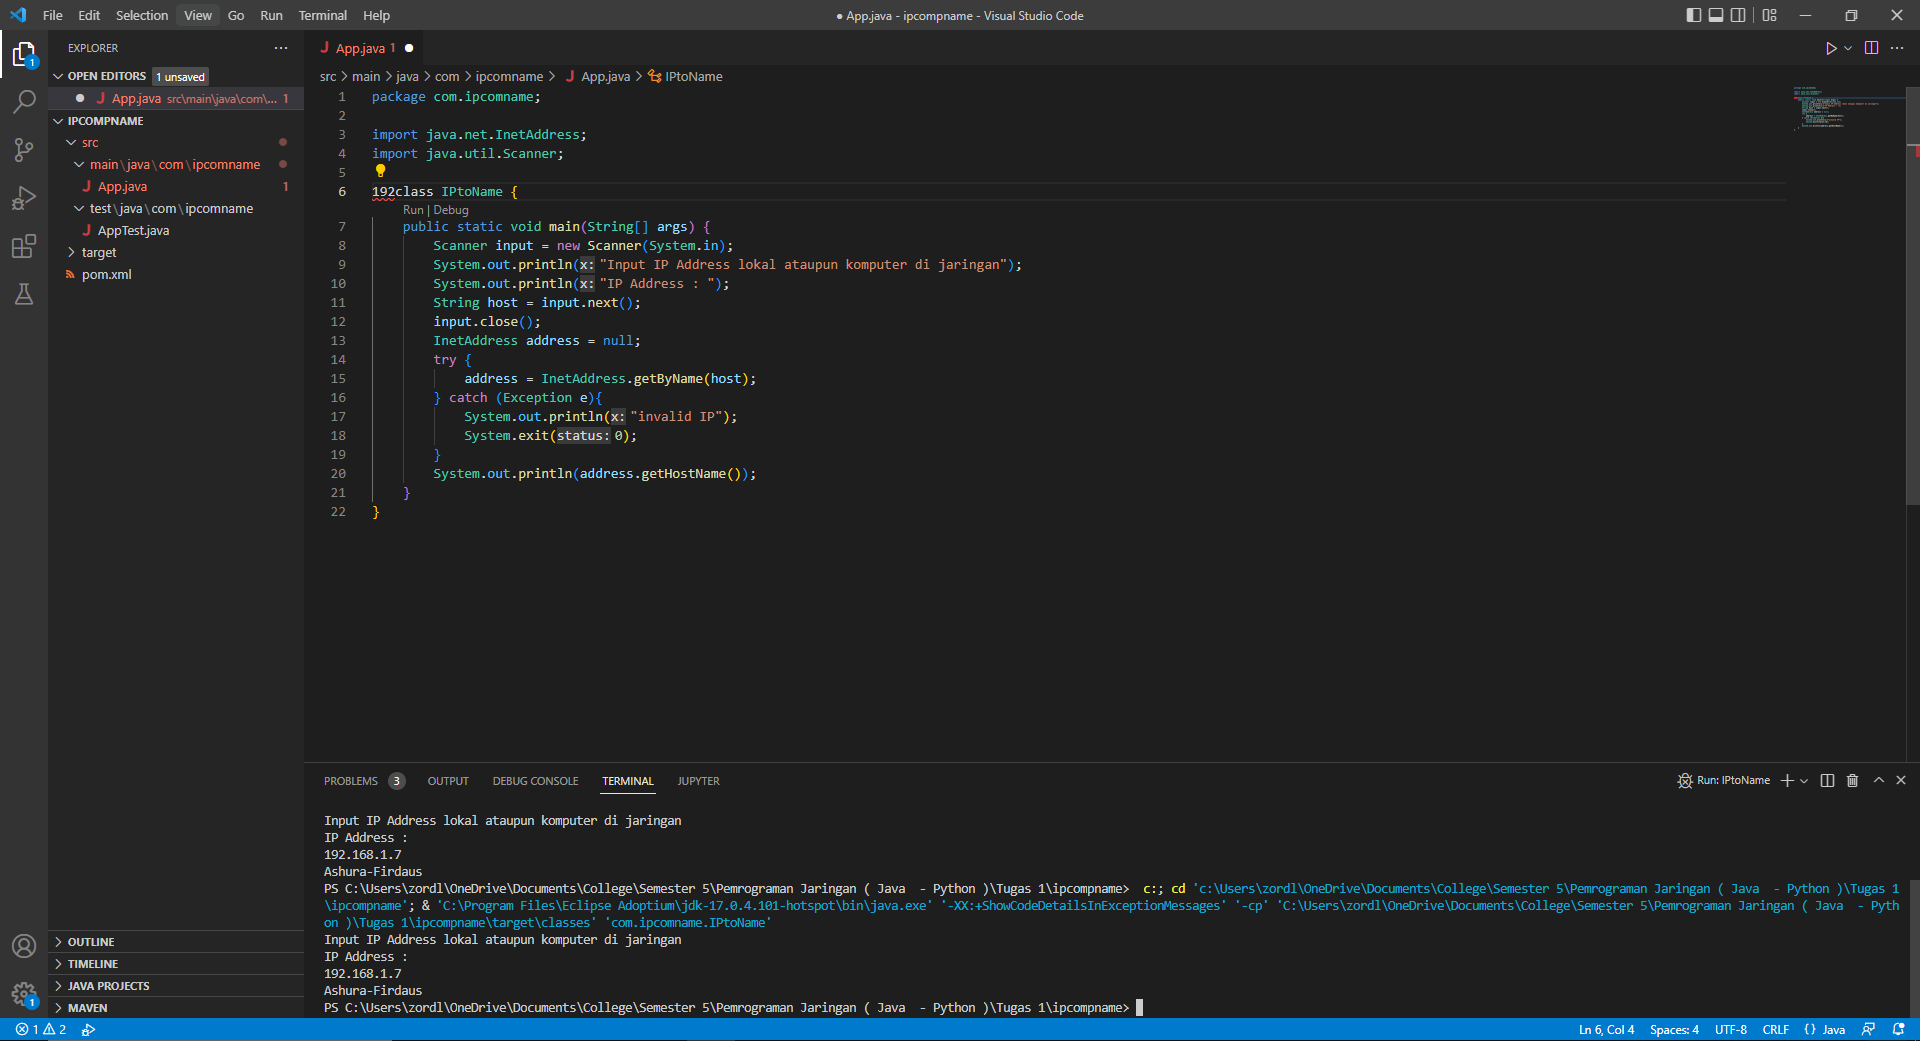 File Edit Selection View Go Run Terminal Help
● App.java - ipcompname - Visual Studio Code
EXPLORER
OPEN EDITORS 1 unsaved
App.java src\main\java\com\... 1
IPCOMPNAME
src
main\java\com\ipcomname
App.java 1
test\java\com\ipcomname
AppTest.java
target
pom.xml
OUTLINE
TIMELINE
JAVA PROJECTS
MAVEN
App.java 1
src > main > java > com > ipcomname > App.java > IPtoName
1 package com.ipcomname;
2
3 import java.net.InetAddress;
4 import java.util.Scanner;
5
6 192class IPtoName {
Run | Debug
7 public static void main(String[] args) {
8 Scanner input = new Scanner(System.in);
9 System.out.println(x: "Input IP Address lokal ataupun komputer di jaringan");
10 System.out.println(x: "IP Address : ");
11 String host = input.next();
12 input.close();
13 InetAddress address = null;
14 try {
15 address = InetAddress.getByName(host);
16 } catch (Exception e){
17 System.out.println(x: "invalid IP");
18 System.exit(status: 0);
19 }
20 System.out.println(address.getHostName());
21 }
22 }
PROBLEMS 3 OUTPUT DEBUG CONSOLE TERMINAL JUPYTER
Run: IPtoName
Input IP Address lokal ataupun komputer di jaringan
IP Address :
192.168.1.7
Ashura-Firdaus
PS C:\Users\zordl\OneDrive\Documents\College\Semester 5\Pemrograman Jaringan ( Java  - Python )\Tugas 1\ipcompname>  c:; cd 'c:\Users\zordl\OneDrive\Documents\College\Semester 5\Pemrograman Jaringan ( Java  - Python )\Tugas 1
\ipcompname'; & 'C:\Program Files\Eclipse Adoptium\jdk-17.0.4.101-hotspot\bin\java.exe' '-XX:+ShowCodeDetailsInExceptionMessages' '-cp' 'C:\Users\zordl\OneDrive\Documents\College\Semester 5\Pemrograman Jaringan ( Java  - Pyth
on )\Tugas 1\ipcompname\target\classes' 'com.ipcomname.IPtoName'
Input IP Address lokal ataupun komputer di jaringan
IP Address :
192.168.1.7
Ashura-Firdaus
PS C:\Users\zordl\OneDrive\Documents\College\Semester 5\Pemrograman Jaringan ( Java  - Python )\Tugas 1\ipcompname>
1 2
Ln 6, Col 4 Spaces: 4 UTF-8 CRLF {} Java